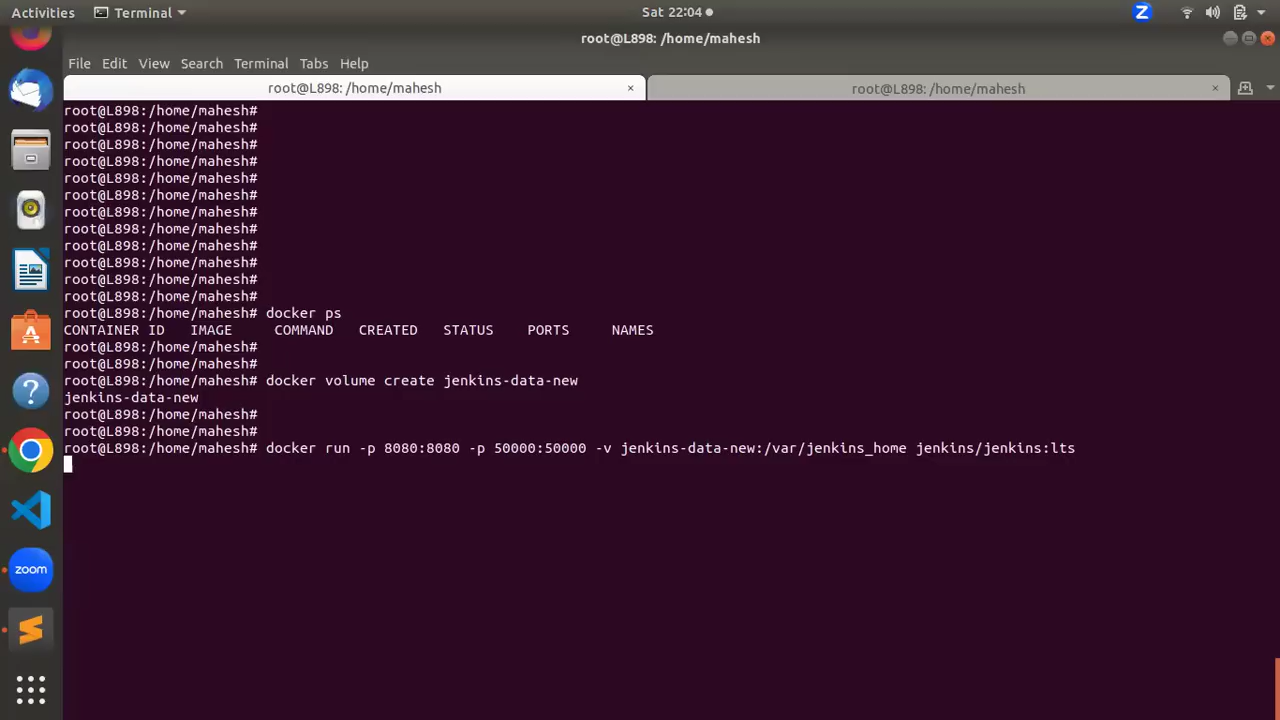 Activities Terminal Sat 22:04 Z
root@L898: /home/mahesh
File Edit View Search Terminal Tabs Help
root@L898: /home/mahesh × root@L898: /home/mahesh ×
root@L898:/home/mahesh#
root@L898:/home/mahesh#
root@L898:/home/mahesh#
root@L898:/home/mahesh#
root@L898:/home/mahesh#
root@L898:/home/mahesh#
root@L898:/home/mahesh#
root@L898:/home/mahesh#
root@L898:/home/mahesh#
root@L898:/home/mahesh#
root@L898:/home/mahesh#
root@L898:/home/mahesh#
root@L898:/home/mahesh# docker ps
CONTAINER ID IMAGE COMMAND CREATED STATUS PORTS NAMES
root@L898:/home/mahesh#
root@L898:/home/mahesh#
root@L898:/home/mahesh# docker volume create jenkins-data-new
jenkins-data-new
root@L898:/home/mahesh#
root@L898:/home/mahesh#
root@L898:/home/mahesh# docker run -p 8080:8080 -p 50000:50000 -v jenkins-data-new:/var/jenkins_home jenkins/jenkins:lts
zoom